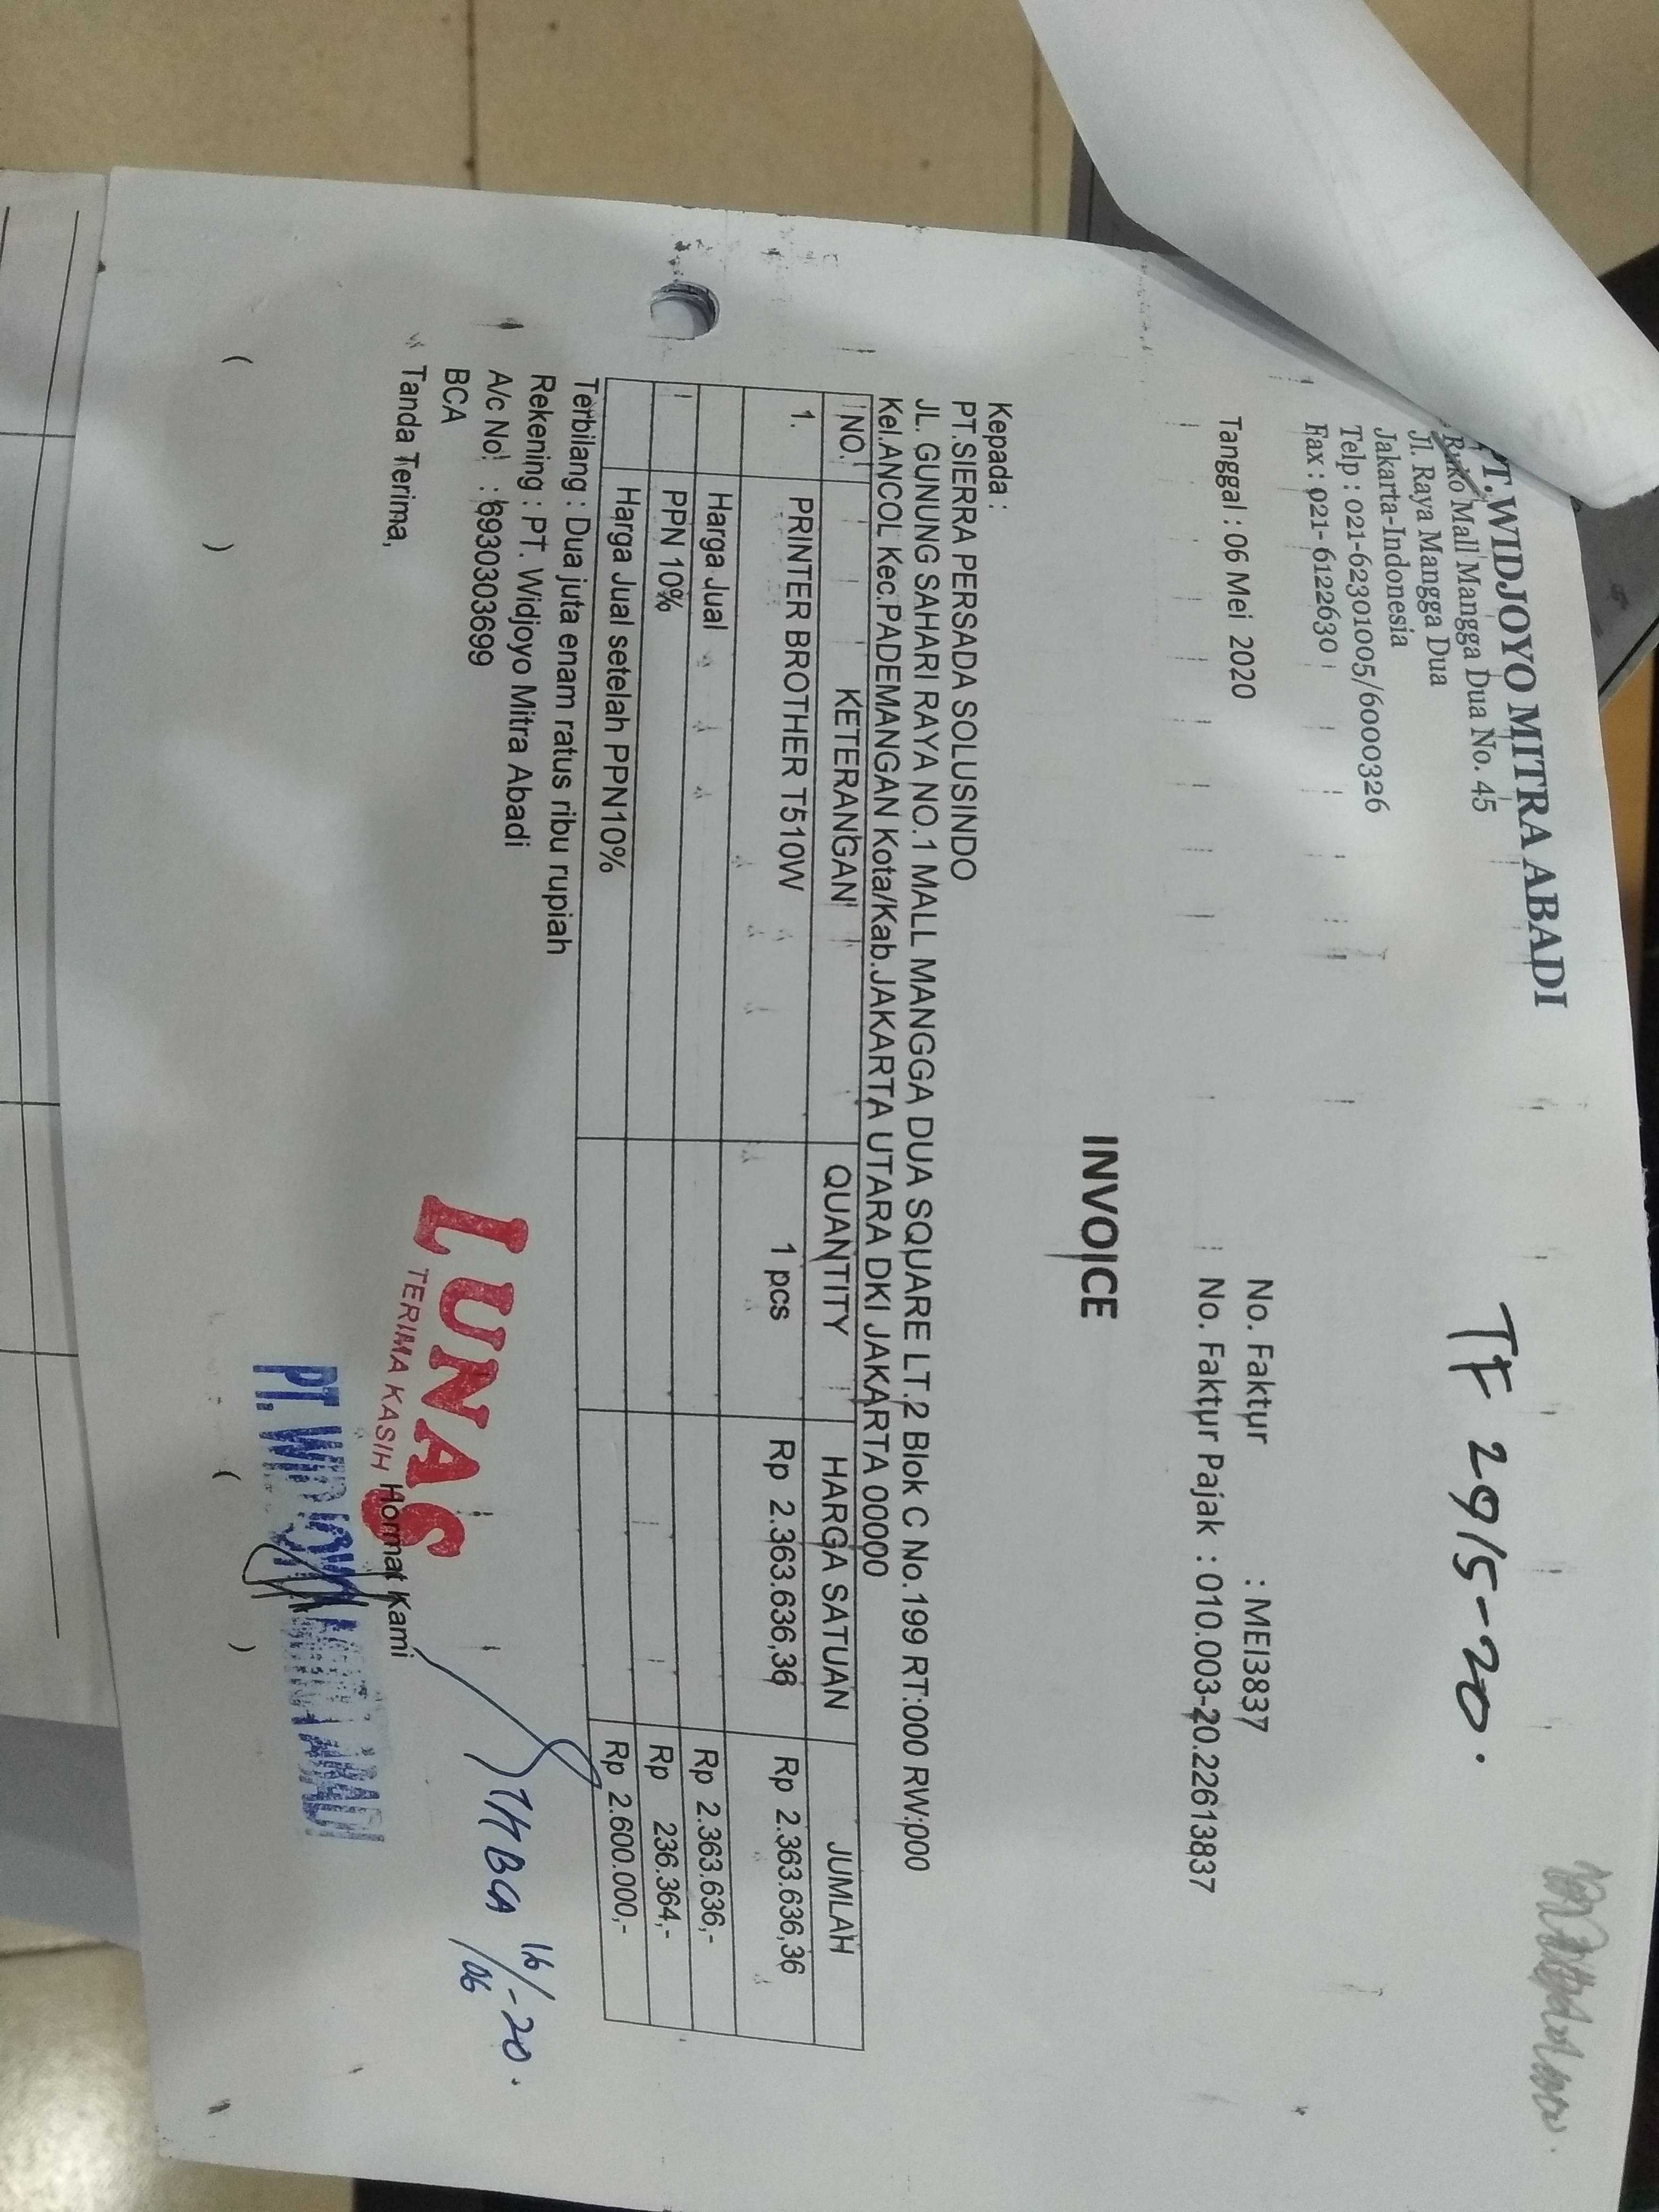 PT.WIDJOYO MITRA ABADI
Ruko Mall Mangga Dua No. 45
Jl. Raya Mangga Dua
Jakarta-Indonesia
Telp : 021-62301005/6000326
Fax : 021- 6122630
TF 29/5-20.
No. Faktur : MEI3837
Tanggal : 06 Mei 2020
No. Faktur Pajak : 010.003-20.22613837
INVOICE
Kepada :
PT.SIERRA PERSADA SOLUSINDO
JL. GUNUNG SAHARI RAYA NO.1 MALL MANGGA DUA SQUARE LT.2 Blok C No.199 RT:000 RW:000
Kel.ANCOL Kec.PADEMANGAN Kota/Kab.JAKARTA UTARA DKI JAKARTA 00000
NO. KETERANGAN QUANTITY HARGA SATUAN JUMLAH
1. PRINTER BROTHER T510W 1 pcs Rp 2.363.636,36 Rp 2.363.636,36
Harga Jual Rp 2.363.636,-
PPN 10% Rp 236.364,-
Harga Jual setelah PPN10% Rp 2.600.000,-
Terbilang : Dua juta enam ratus ribu rupiah
Rekening : PT. Widjoyo Mitra Abadi
A/c No : 6930303699
BCA
Tanda Terima,
LUNAS
TERIMA KASIH
Hormat Kami
BCA 16/06-20.
PT. WIDJOYO MITRA ABADI
( ) ( )